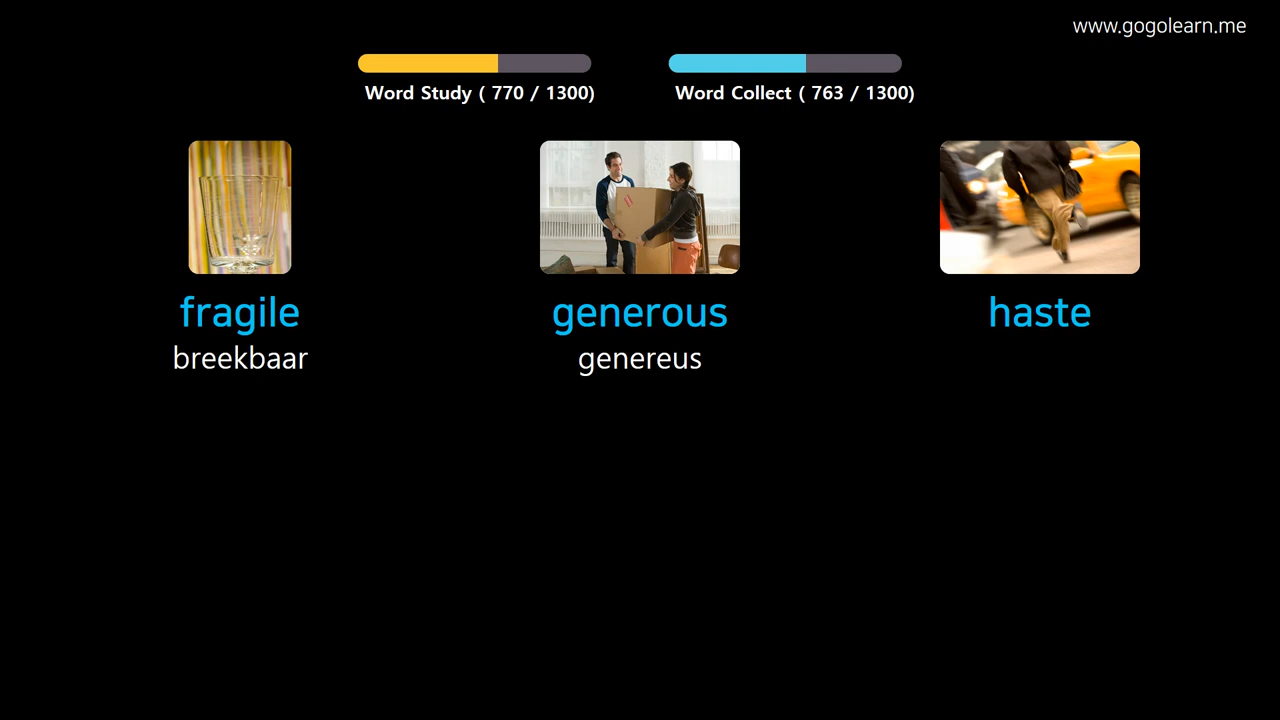 www.gogolearn.me
Word Study ( 770 / 1300)
Word Collect ( 763 / 1300)
fragile
generous
haste
breekbaar
genereus